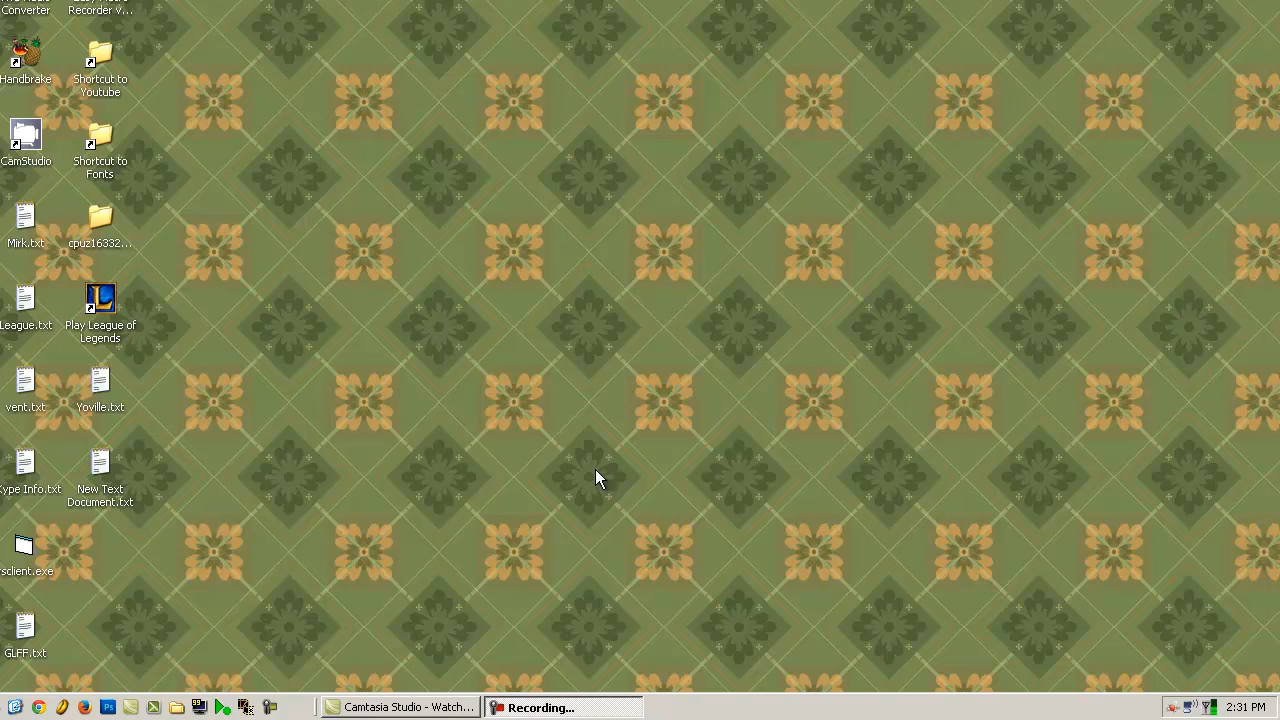 Converter
Recorder v...
Handbrake
Shortcut to
Youtube
CamStudio
Shortcut to
Fonts
Mirk.txt
cpuz16332...
League.txt
Play League of
Legends
vent.txt
Yoville.txt
kype Info.txt
New Text
Document.txt
rsclient.exe
GLFF.txt
Camtasia Studio - Watch...
Recording...
2:31 PM